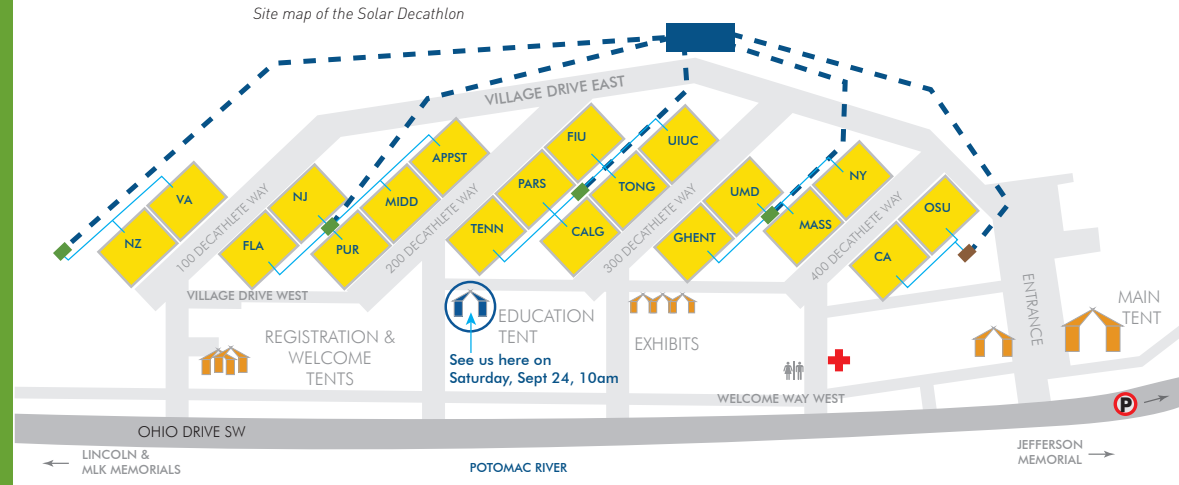 Site map of the Solar Decathlon
VILLAGE DRIVE EAST
VA
NZ
100 DECATHLETE WAY
NJ
FLA
APPST
MIDD
PUR
200 DECATHLETE WAY
FIU
PARS
TENN
UIUC
TONG
CALG
300 DECATHLETE WAY
UMD
GHENT
NY
MASS
400 DECATHLETE WAY
OSU
CA
VILLAGE DRIVE WEST
REGISTRATION &
WELCOME
TENTS
EDUCATION
TENT
See us here on
Saturday, Sept 24, 10am
EXHIBITS
ENTRANCE
MAIN
TENT
WELCOME WAY WEST
P
OHIO DRIVE SW
LINCOLN &
MLK MEMORIALS
POTOMAC RIVER
JEFFERSON
MEMORIAL